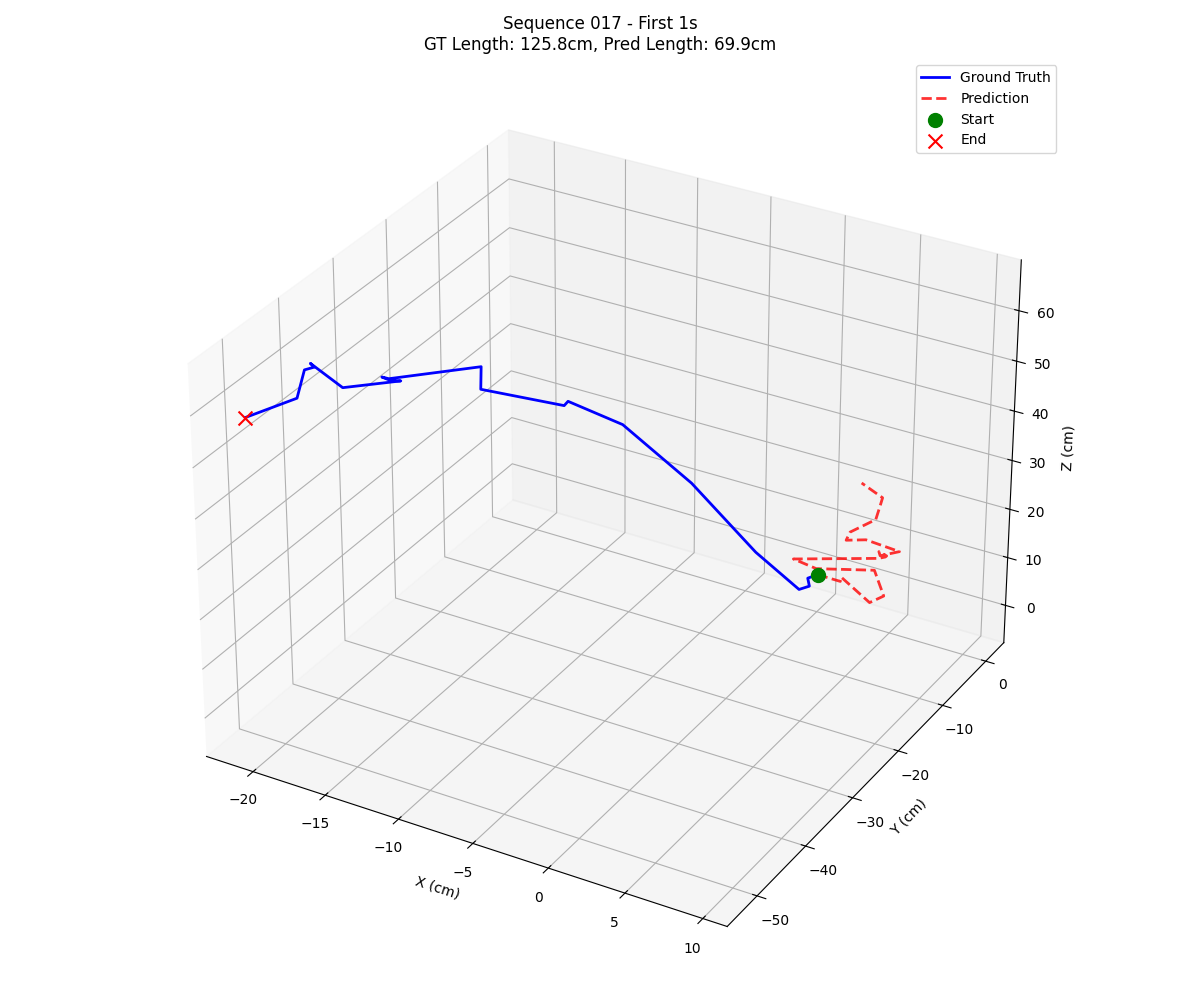 Sequence 017 - First 1s
GT Length: 125.8cm, Pred Length: 69.9cm
Ground Truth
Prediction
Start
End
60
50
40
30
20
10
0
Z (cm)
0
−10
−20
−30
−40
−50
Y (cm)
−20
−15
−10
−5
0
5
10
X (cm)